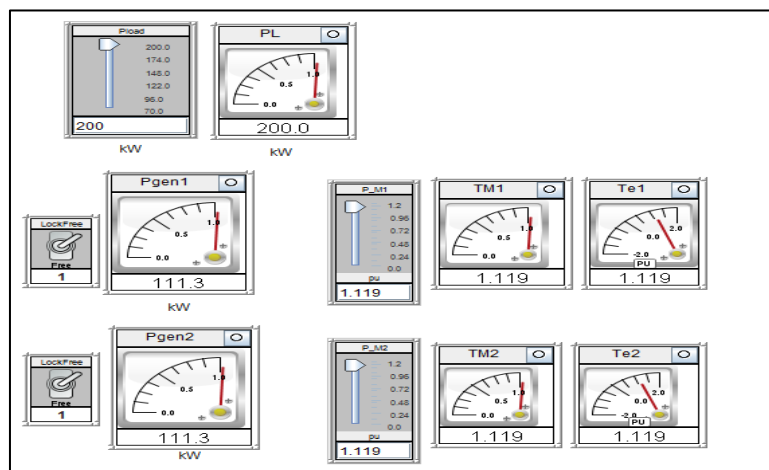 Pload
200.0
174.0
148.0
122.0
96.0
70.0
200
kW
PL
0.0
0.5
1.0
200.0
kW
LockFree
Free
1
Pgen1
0.0
0.5
1.0
111.3
kW
P_M1
1.2
0.96
0.72
0.48
0.24
0.0
pu
1.119
TM1
0.0
0.5
1.0
1.119
Te1
-2.0
0.0
2.0
PU
1.119
LockFree
Free
1
Pgen2
0.0
0.5
1.0
111.3
kW
P_M2
1.2
0.96
0.72
0.48
0.24
0.0
pu
1.119
TM2
0.0
0.5
1.0
1.119
Te2
-2.0
0.0
2.0
PU
1.119